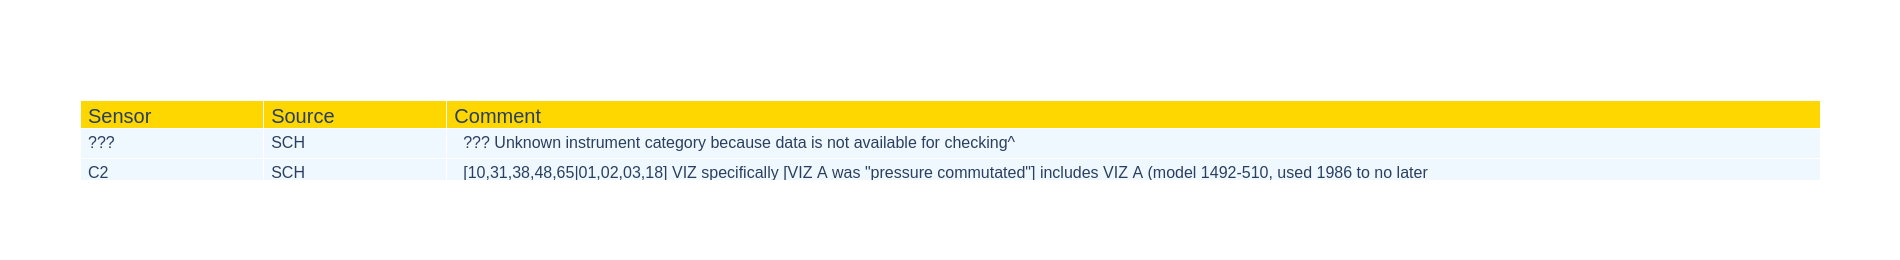 Sensor Source Comment
??? SCH ??? Unknown instrument category because data is not available for checking^
C2 SCH [10,31,38,48,65|01,02,03,18] VIZ specifically [VIZ A was "pressure commutated"] includes VIZ A (model 1492-510, used 1986 to no later